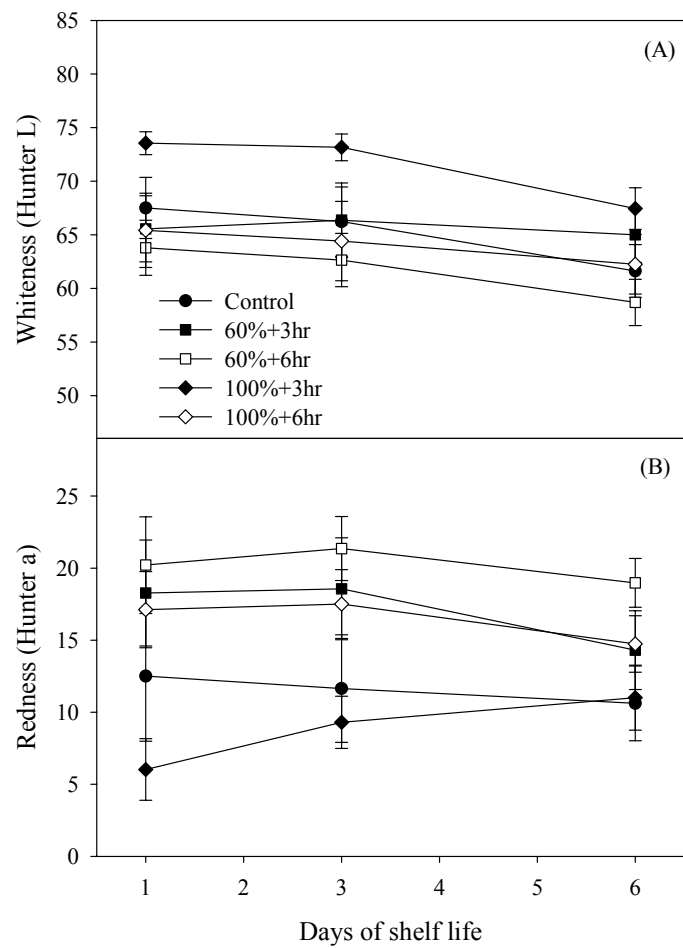 85
80
75
70
65
60
55
50
Whiteness (Hunter L)
(A)
Control
60%+3hr
60%+6hr
100%+3hr
100%+6hr
25
20
15
10
5
0
Redness (Hunter a)
(B)
1 2 3 4 5 6
Days of shelf life